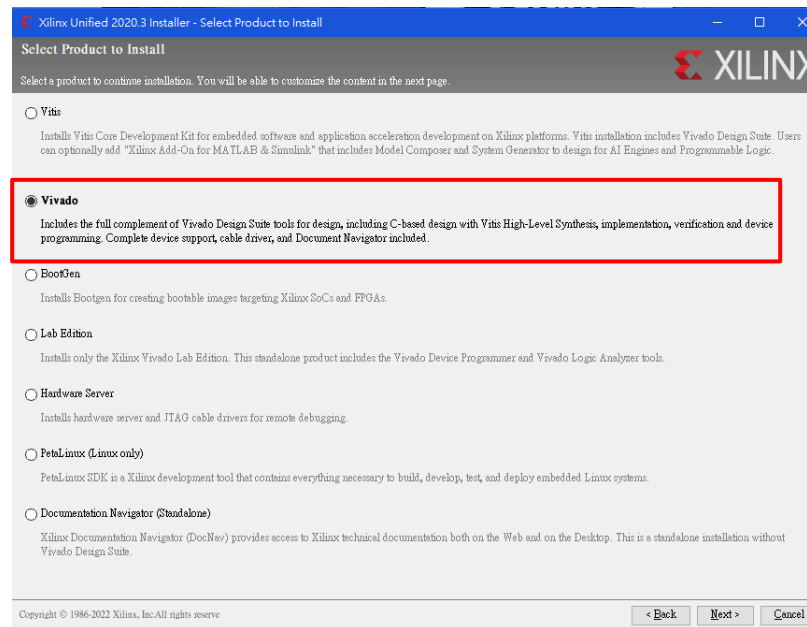 Xilinx Unified 2020.3 Installer - Select Product to Install
Select Product to Install
XILINX
Select a product to continue installation. You will be able to customize the content in the next page.
Vitis
Installs Vitis Core Development Kit for embedded software and application acceleration development on Xilinx platforms. Vitis installation includes Vivado Design Suite. Users
can optionally add "Xilinx Add-On for MATLAB & Simulink" that includes Model Composer and System Generator to design for AI Engines and Programmable Logic.
Vivado
Includes the full complement of Vivado Design Suite tools for design, including C-based design with Vitis High-Level Synthesis, implementation, verification and device
programming. Complete device support, cable driver, and Document Navigator included.
BootGen
Installs Bootgen for creating bootable images targeting Xilinx SoCs and FPGAs.
Lab Edition
Installs only the Xilinx Vivado Lab Edition. This standalone product includes the Vivado Device Programmer and Vivado Logic Analyzer tools.
Hardware Server
Installs hardware server and JTAG cable drivers for remote debugging.
PetaLinux (Linux only)
PetaLinux SDK is a Xilinx development tool that contains everything necessary to build, develop, test, and deploy embedded Linux systems.
Documentation Navigator (Standalone)
Xilinx Documentation Navigator (DocNav) provides access to Xilinx technical documentation both on the Web and on the Desktop. This is a standalone installation without
Vivado Design Suite.
Copyright © 1986-2022 Xilinx, Inc.All rights reserve
< Back Next > Cancel